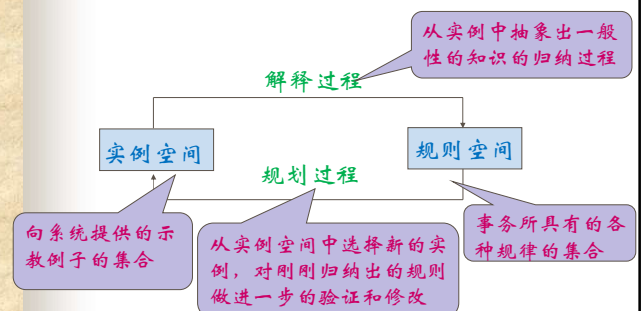 从实例中抽象出一般
性的知识的归纳过程
解释过程
实例空间
规则空间
规划过程
向系统提供的示
教例子的集合
从实例空间中选择新的实
例，对刚刚归纳出的规则
做进一步的验证和修改
事务所具有的各
种规律的集合